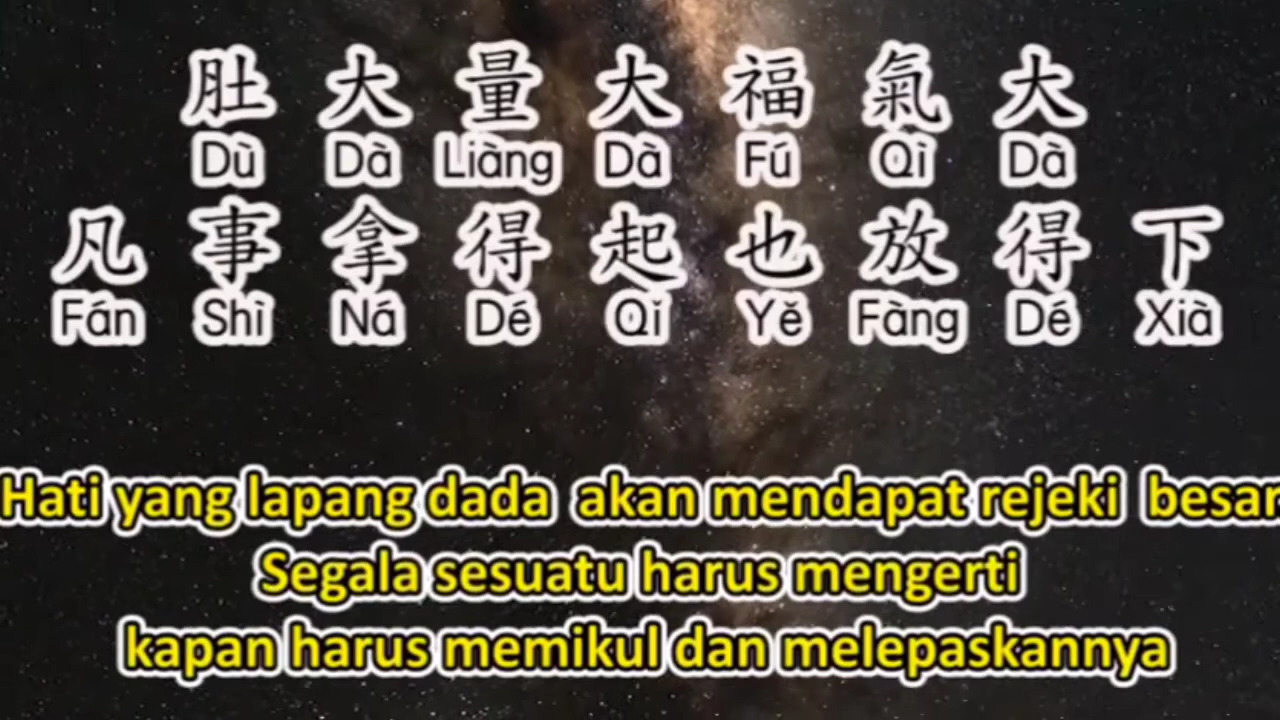 肚 大 量 大 福 氣 大
Dù Dà Liàng Dà Fú Qì Dà
凡 事 拿 得 起 也 放 得 下
Fán Shì Ná Dé Qǐ Yě Fàng Dé Xià
Hati yang lapang dada akan mendapat rejeki besar
Segala sesuatu harus mengerti
kapan harus memikul dan melepaskannya